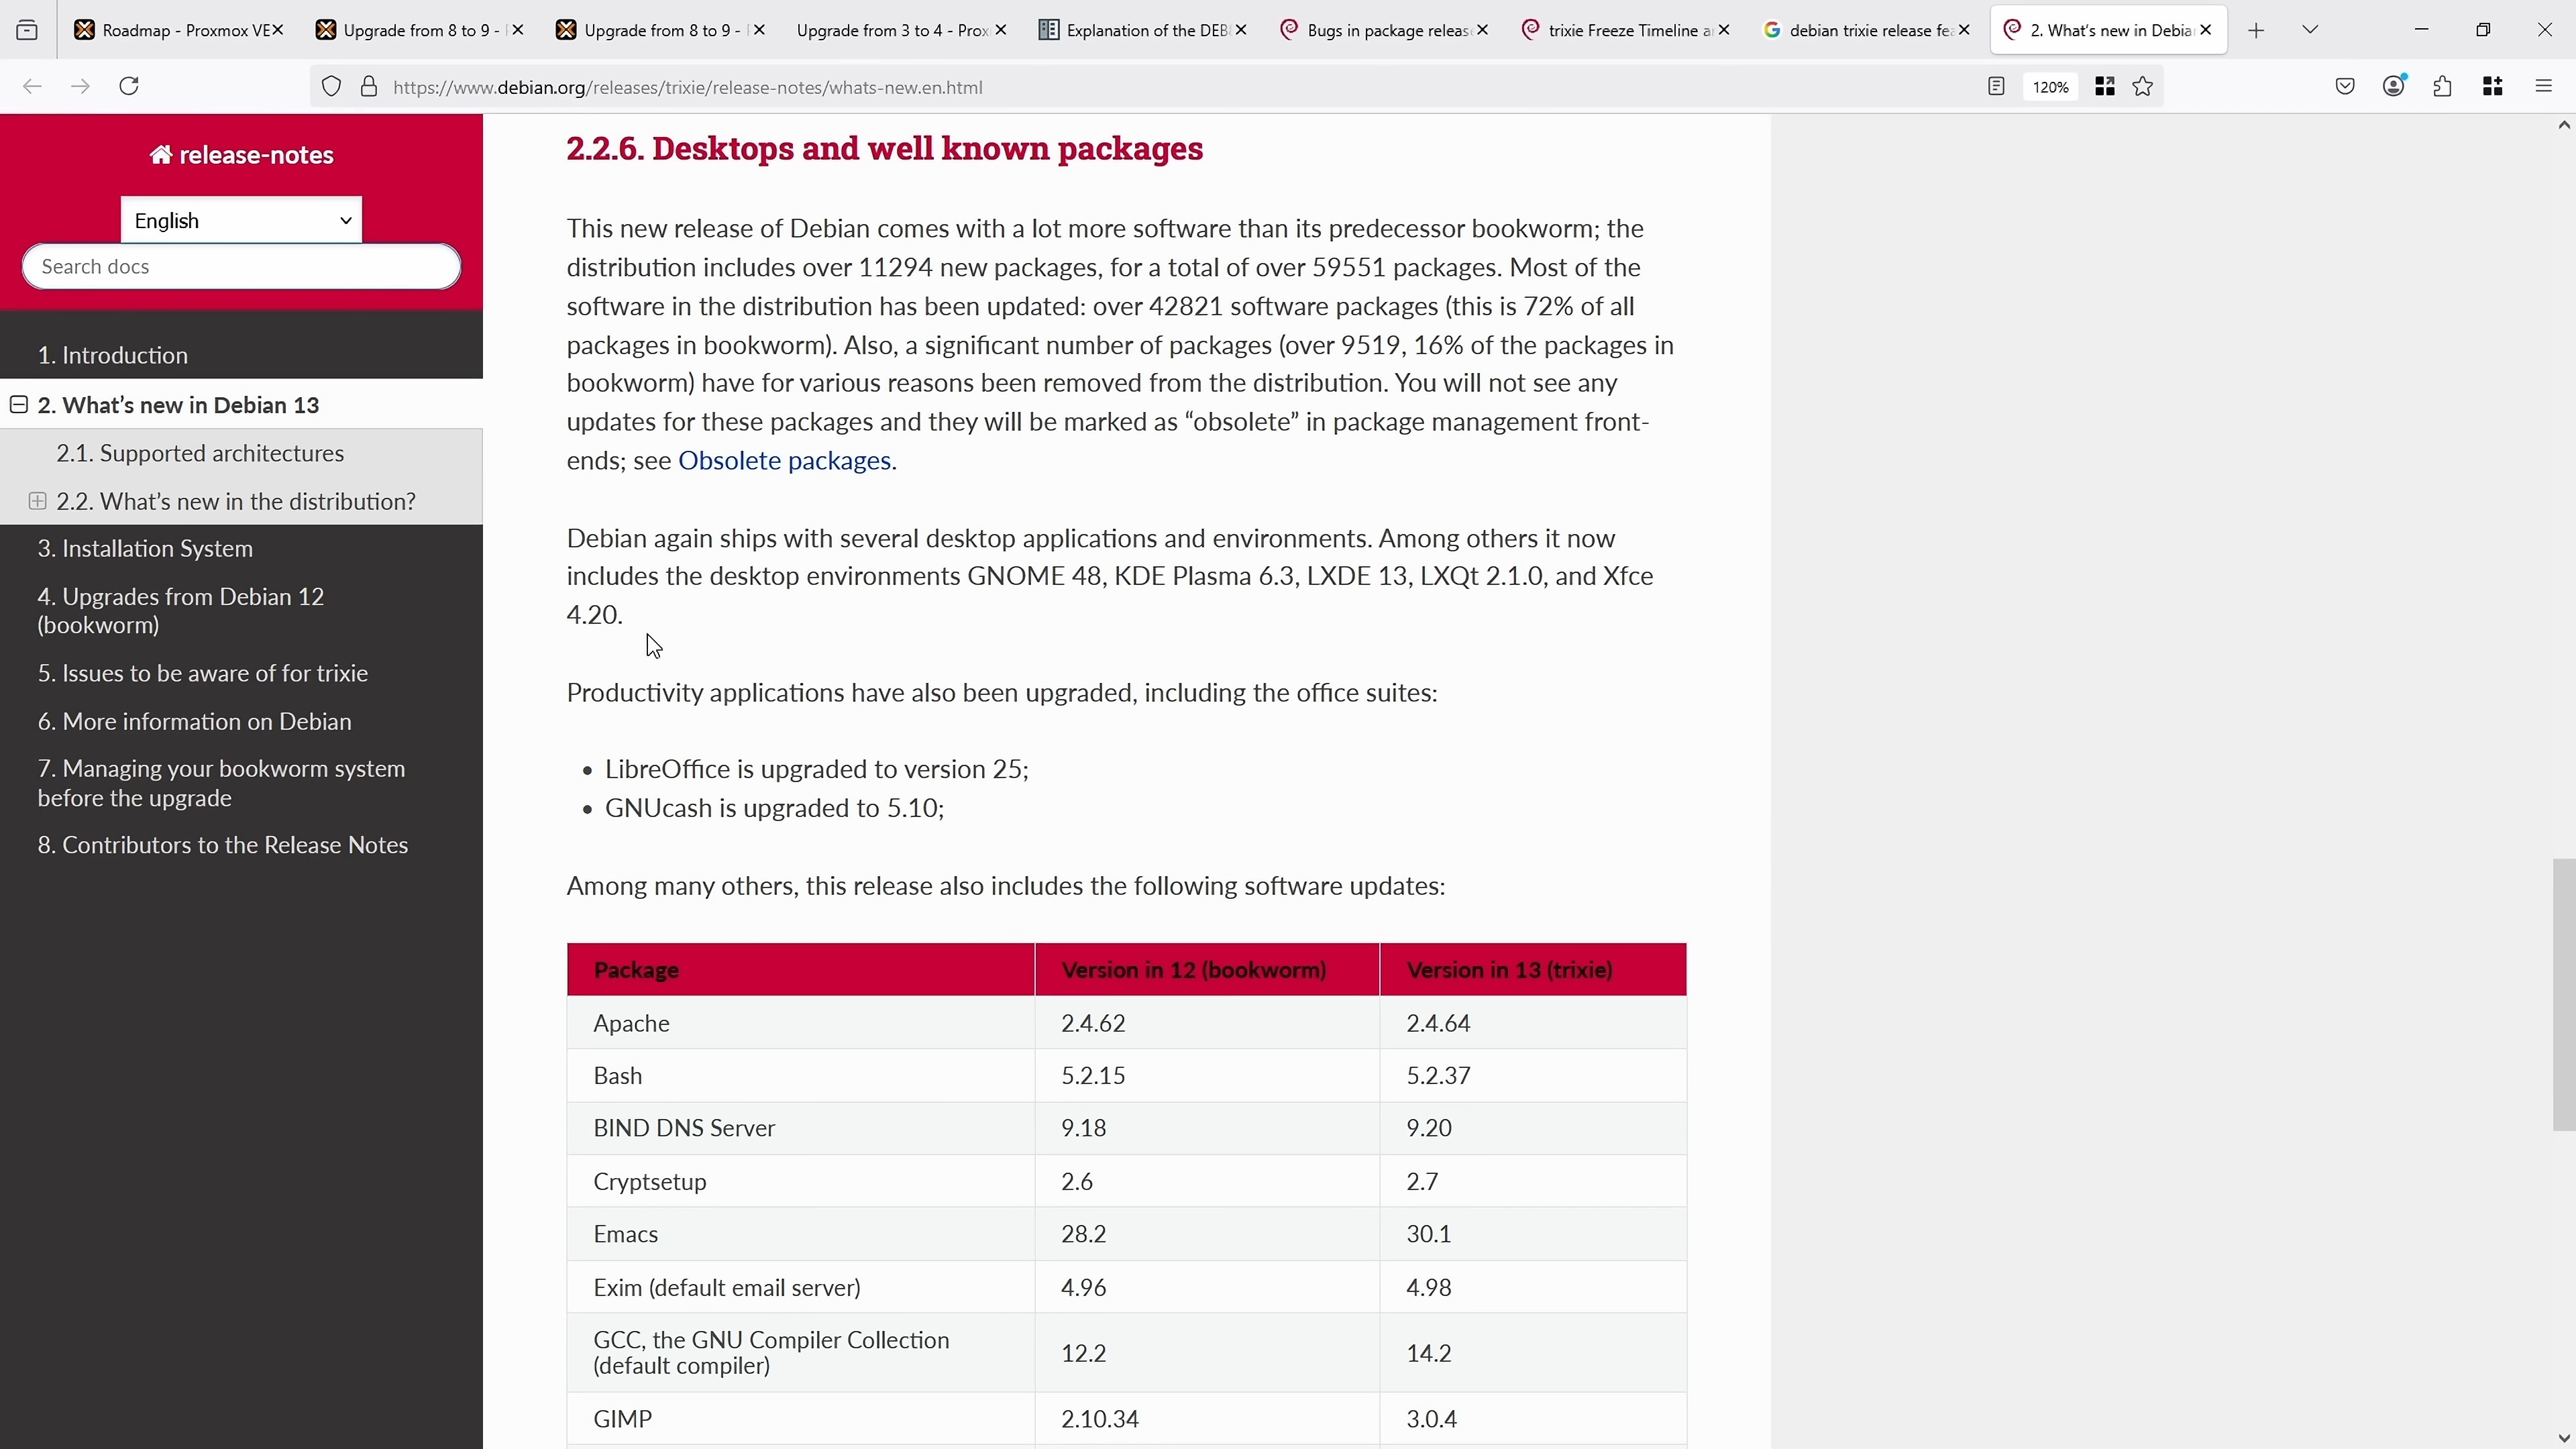 Roadmap - Proxmox VE
Upgrade from 8 to 9 -
Upgrade from 8 to 9 -
Upgrade from 3 to 4 - Prox
Explanation of the DEB
Bugs in package releas
trixie Freeze Timeline a
debian trixie release fe
2. What's new in Debia
https://www.debian.org/releases/trixie/release-notes/whats-new.en.html
120%
release-notes
English
Search docs
1. Introduction
2. What's new in Debian 13
2.1. Supported architectures
2.2. What's new in the distribution?
3. Installation System
4. Upgrades from Debian 12
(bookworm)
5. Issues to be aware of for trixie
6. More information on Debian
7. Managing your bookworm system
before the upgrade
8. Contributors to the Release Notes
2.2.6. Desktops and well known packages
This new release of Debian comes with a lot more software than its predecessor bookworm; the
distribution includes over 11294 new packages, for a total of over 59551 packages. Most of the
software in the distribution has been updated: over 42821 software packages (this is 72% of all
packages in bookworm). Also, a significant number of packages (over 9519, 16% of the packages in
bookworm) have for various reasons been removed from the distribution. You will not see any
updates for these packages and they will be marked as “obsolete” in package management front-
ends; see Obsolete packages.
Debian again ships with several desktop applications and environments. Among others it now
includes the desktop environments GNOME 48, KDE Plasma 6.3, LXDE 13, LXQt 2.1.0, and Xfce
4.20.
Productivity applications have also been upgraded, including the office suites:
• LibreOffice is upgraded to version 25;
• GNUcash is upgraded to 5.10;
Among many others, this release also includes the following software updates:
Package Version in 12 (bookworm) Version in 13 (trixie)
Apache 2.4.62 2.4.64
Bash 5.2.15 5.2.37
BIND DNS Server 9.18 9.20
Cryptsetup 2.6 2.7
Emacs 28.2 30.1
Exim (default email server) 4.96 4.98
GCC, the GNU Compiler Collection
(default compiler) 12.2 14.2
GIMP 2.10.34 3.0.4